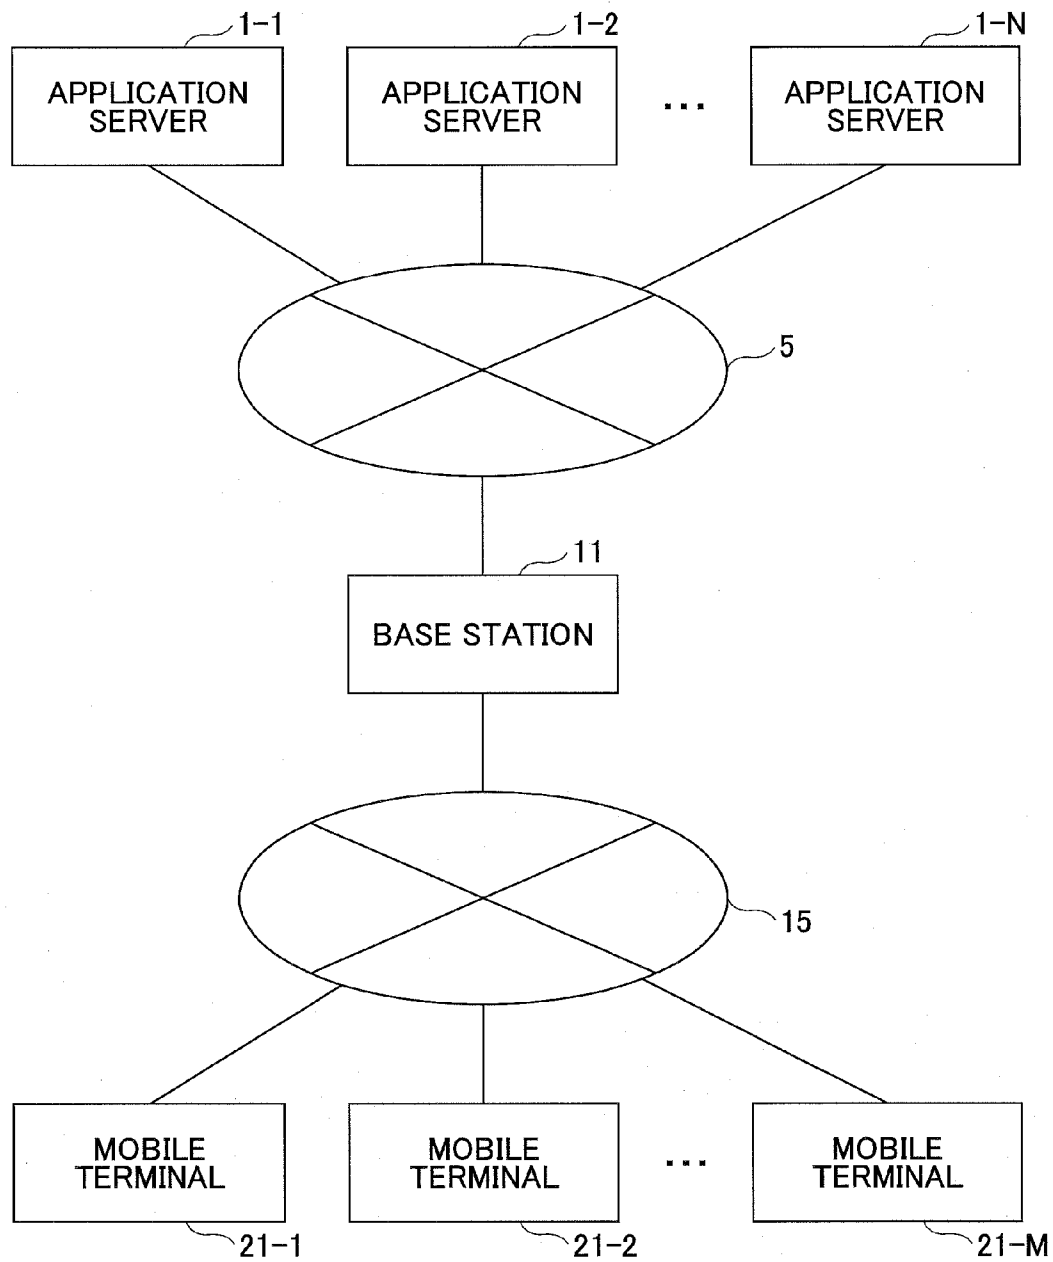 1-1
1-2
1-N
APPLICATION
SERVER
APPLICATION
SERVER
...
APPLICATION
SERVER
5
11
BASE STATION
15
MOBILE
TERMINAL
MOBILE
TERMINAL
...
MOBILE
TERMINAL
21-1
21-2
21-M